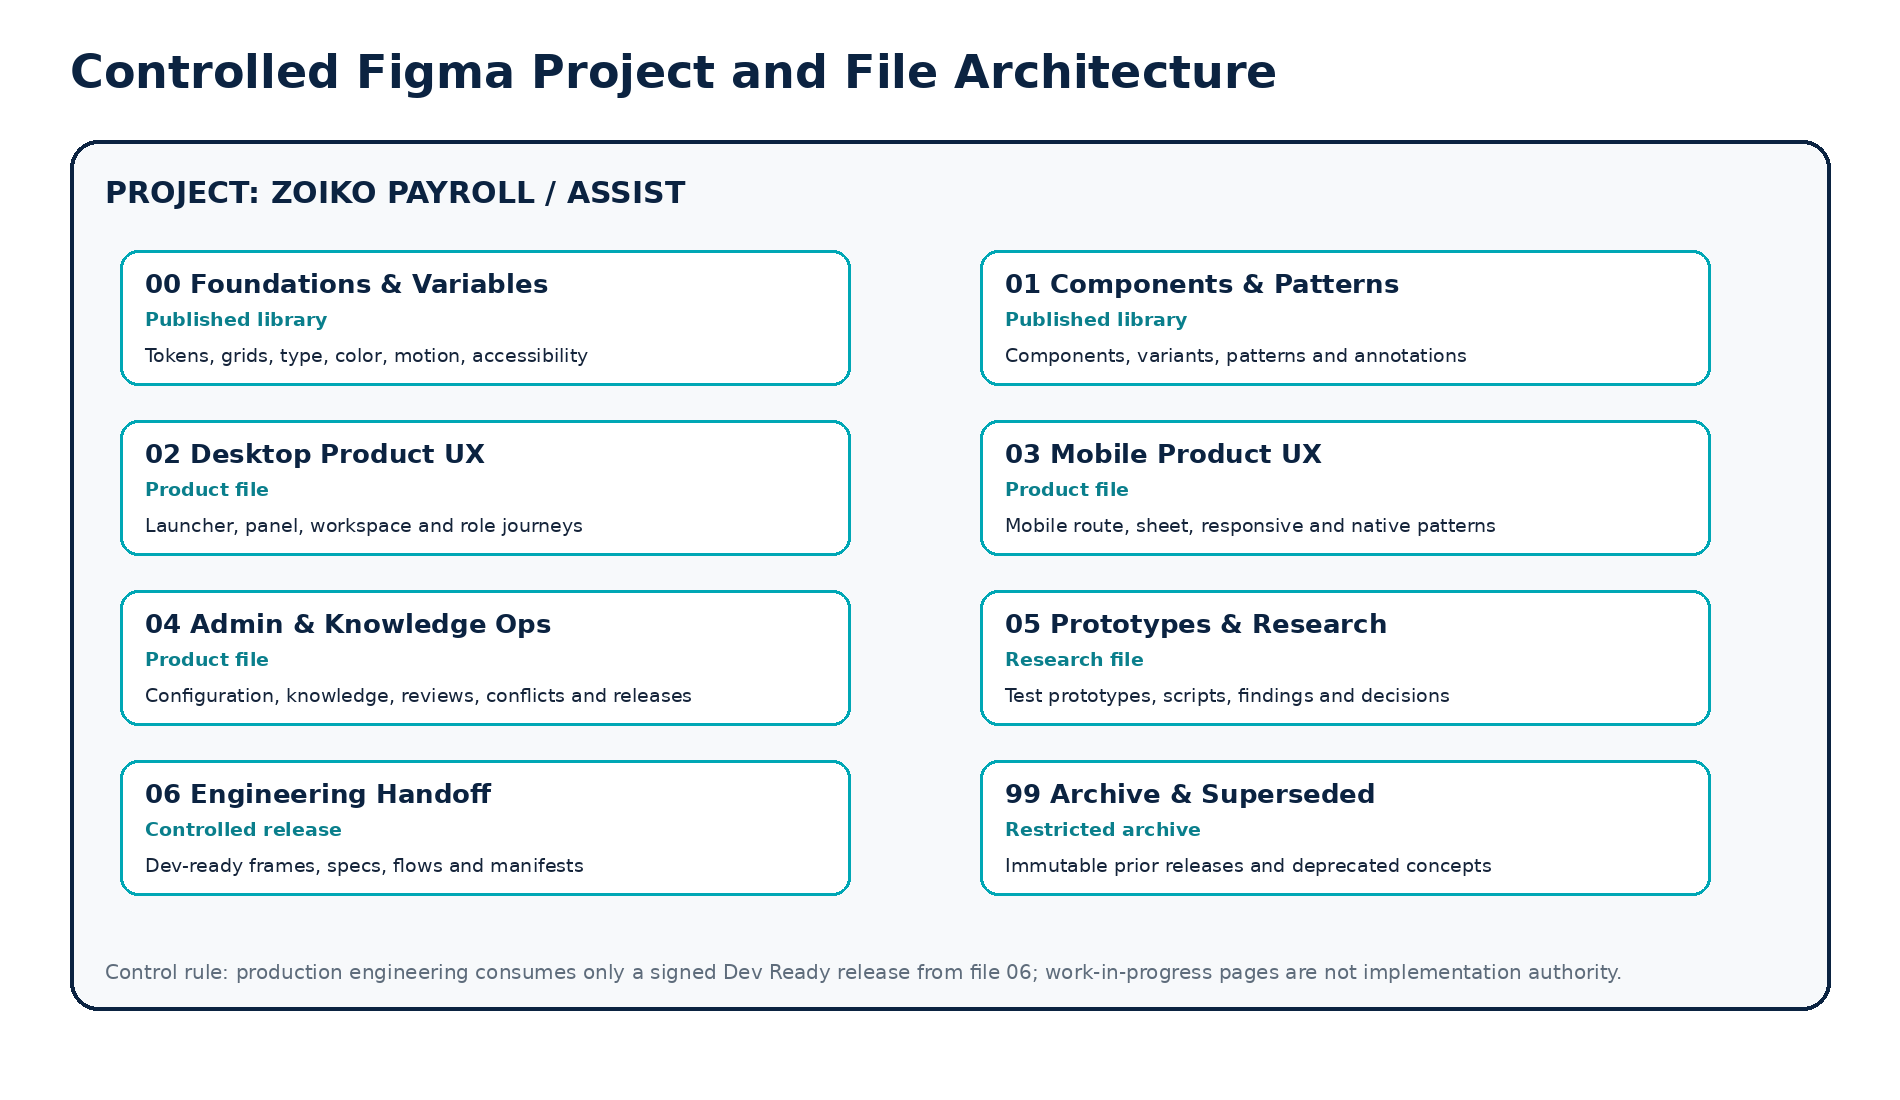 Controlled Figma Project and File Architecture
PROJECT: ZOIKO PAYROLL / ASSIST
00 Foundations & Variables
Published library
Tokens, grids, type, color, motion, accessibility
01 Components & Patterns
Published library
Components, variants, patterns and annotations
02 Desktop Product UX
Product file
Launcher, panel, workspace and role journeys
03 Mobile Product UX
Product file
Mobile route, sheet, responsive and native patterns
04 Admin & Knowledge Ops
Product file
Configuration, knowledge, reviews, conflicts and releases
05 Prototypes & Research
Research file
Test prototypes, scripts, findings and decisions
06 Engineering Handoff
Controlled release
Dev-ready frames, specs, flows and manifests
99 Archive & Superseded
Restricted archive
Immutable prior releases and deprecated concepts
Control rule: production engineering consumes only a signed Dev Ready release from file 06; work-in-progress pages are not implementation authority.